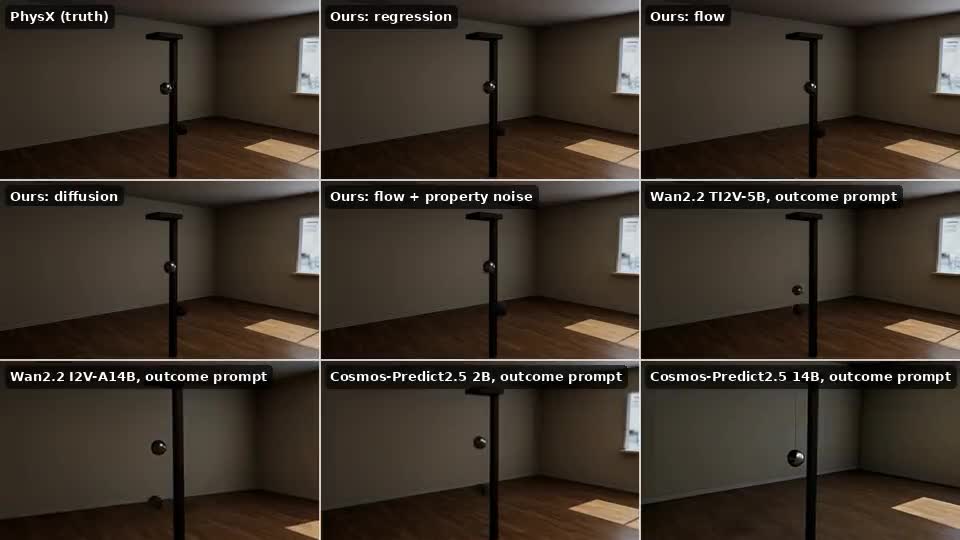 PhysX (truth)
Ours: regression
Ours: flow
Ours: diffusion
Ours: flow + property noise
Wan2.2 TI2V-5B, outcome prompt
Wan2.2 I2V-A14B, outcome prompt
Cosmos-Predict2.5 2B, outcome prompt
Cosmos-Predict2.5 14B, outcome prompt